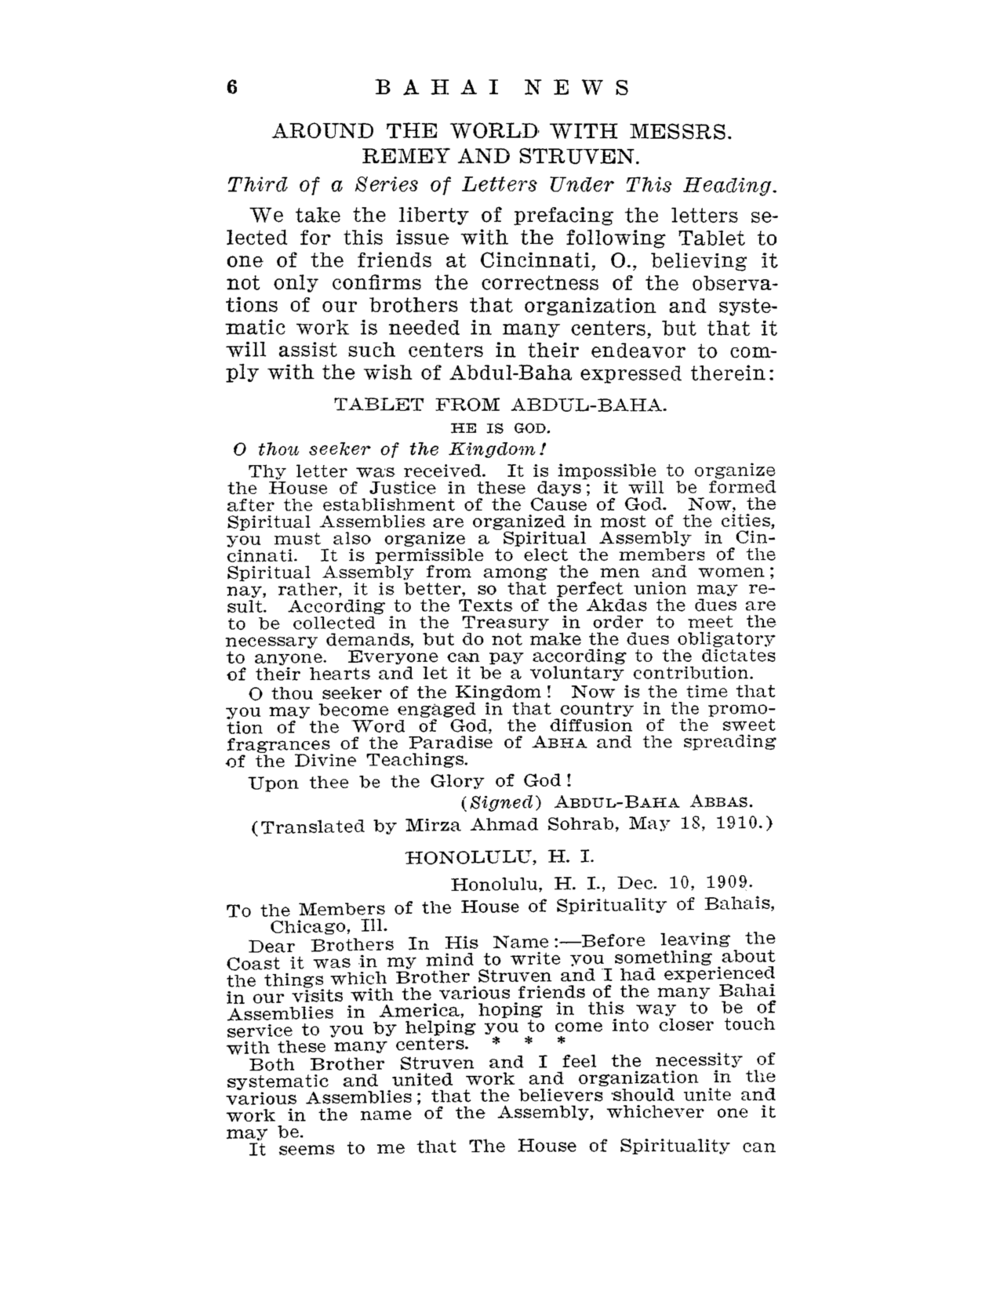 6 BAHAI NEWS
AROUND THE WORLD WITH MESSRS.
REMEY AND STRUVEN.
Third of a Series of Letters Under This Heading.
We take the liberty of prefacing the letters se-
lected for this issue with the following Tablet to
one of the friends at Cincinnati, O., believing it
not only confirms the correctness of the observa-
tions of our brothers that organization and syste-
matic work is needed in many centers, but that it
will assist such centers in their endeavor to com-
ply with the wish of Abdul-Baha expressed therein:
TABLET FROM ABDUL-BAHA.
HE IS GOD.
O thou seeker of the Kingdom!
Thy letter was received. It is impossible to organize
the House of Justice in these days; it will be formed
after the establishment of the Cause of God. Now, the
Spiritual Assemblies are organized in most of the cities,
you must also organize a Spiritual Assembly in Cin-
cinnati. It is permissible to elect the members of the
Spiritual Assembly from among the men and women;
nay, rather, it is better, so that perfect union may re-
sult. According to the Texts of the Akdas the dues are
to be collected in the Treasury in order to meet the
necessary demands, but do not make the dues obligatory
to anyone. Everyone can pay according to the dictates
of their hearts and let it be a voluntary contribution.
O thou seeker of the Kingdom! Now is the time that
you may become engaged in that country in the promo-
tion of the Word of God, the diffusion of the sweet
fragrances of the Paradise of ABHA and the spreading
of the Divine Teachings.
Upon thee be the Glory of God!
(Signed) ABDUL-BAHA ABBAS.
(Translated by Mirza Ahmad Sohrab, May 18, 1910.)
HONOLULU, H. I.
Honolulu, H. I., Dec. 10, 1909.
To the Members of the House of Spirituality of Bahais,
Chicago, Ill.
Dear Brothers In His Name:—Before leaving the
Coast it was in my mind to write you something about
the things which Brother Struven and I had experienced
in our visits with the various friends of the many Bahai
Assemblies in America, hoping in this way to be of
service to you by helping you to come into closer touch
with these many centers. * * *
Both Brother Struven and I feel the necessity of
systematic and united work and organization in the
various Assemblies; that the believers should unite and
work in the name of the Assembly, whichever one it
may be.
It seems to me that The House of Spirituality can